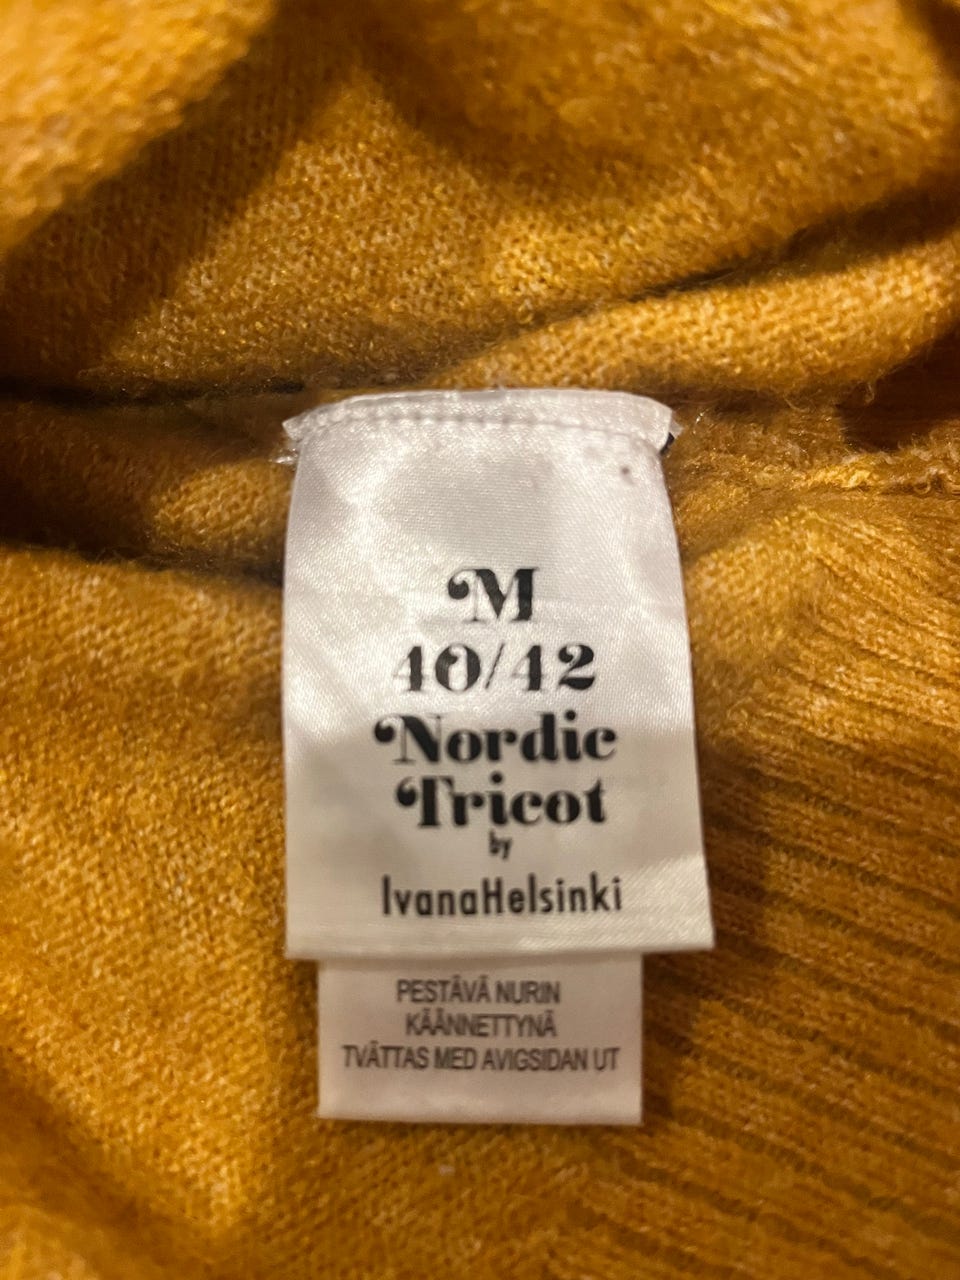 M
40/42
Nordic
Tricot
by
IvanaHelsinki
PESTÄVÄ NURIN
KÄÄNNETTYNÄ
TVÄTTAS MED AVIGSIDAN UT